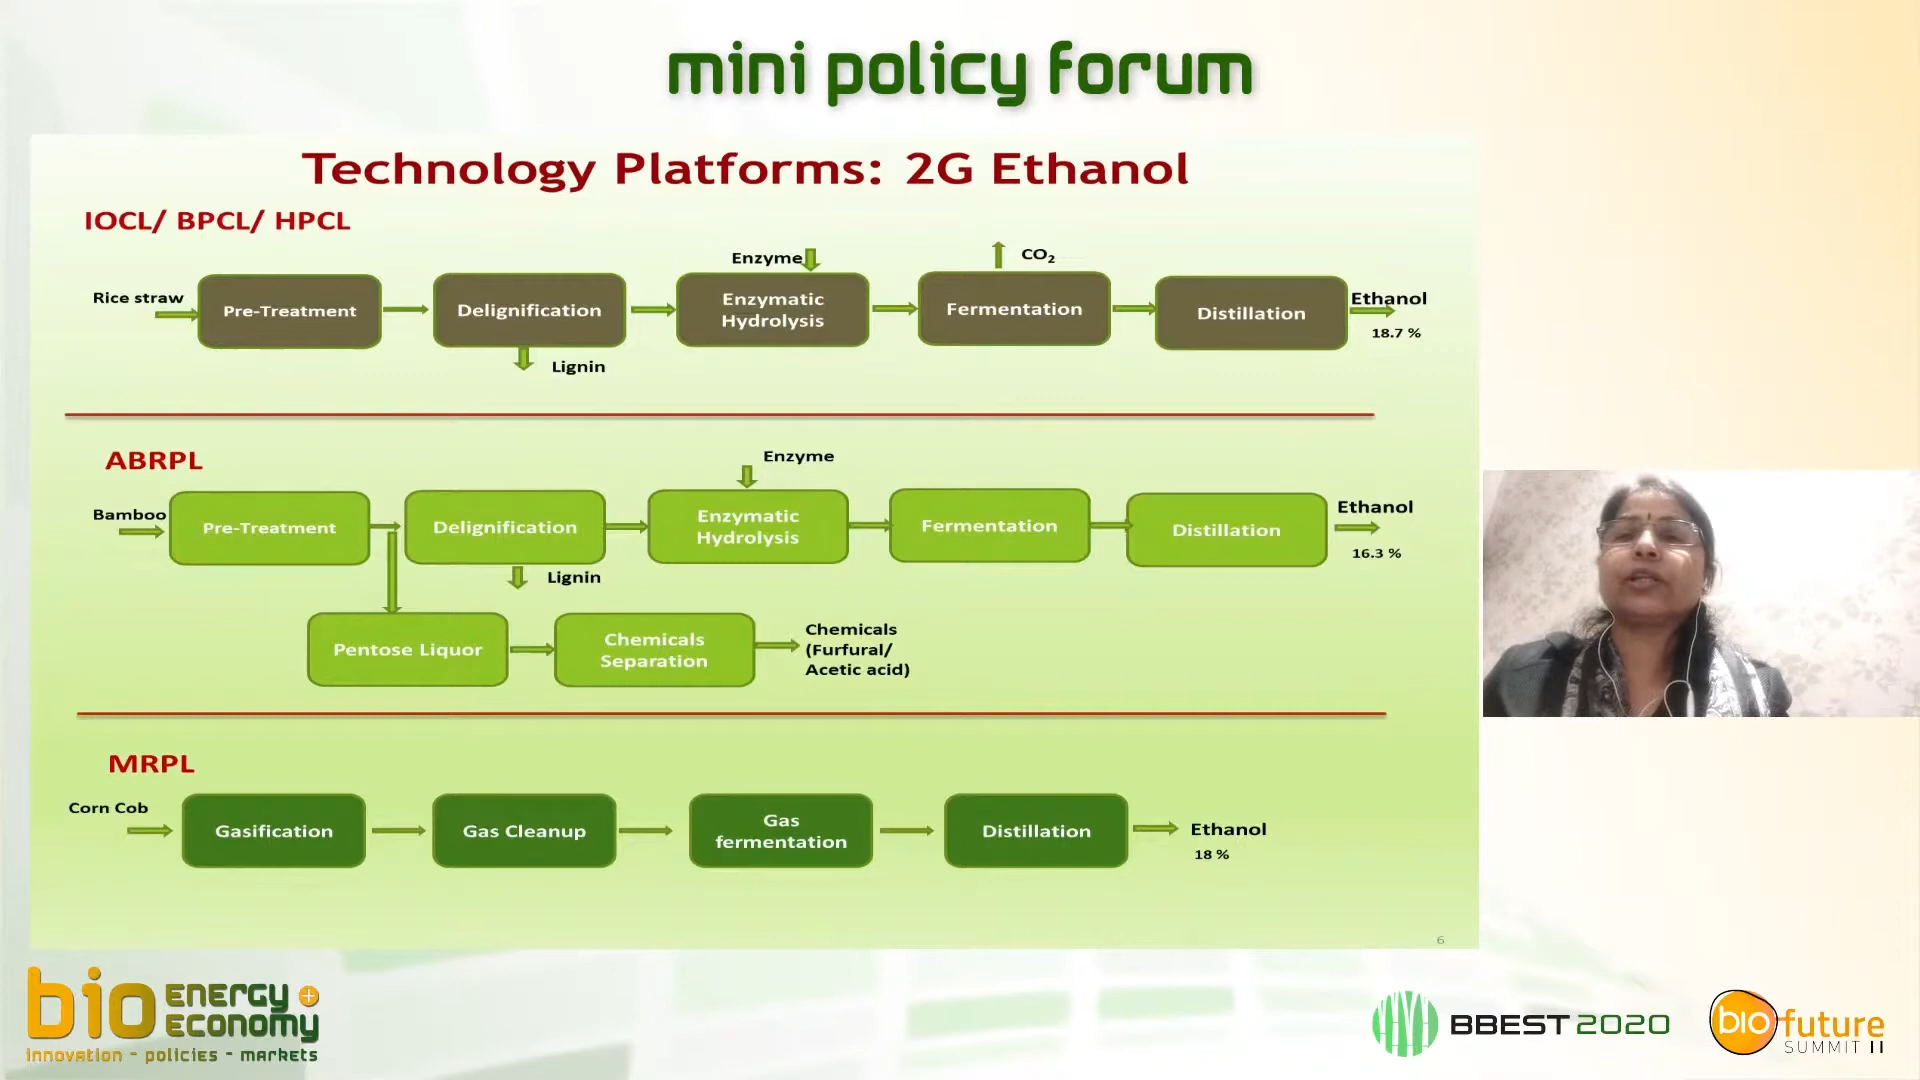 mini policy forum
Technology Platforms: 2G Ethanol
IOCL/ BPCL/ HPCL
Enzyme
CO₂
Rice straw
Pre-Treatment
Delignification
Enzymatic
Hydrolysis
Fermentation
Distillation
Ethanol
18.7 %
Lignin
ABRPL
Enzyme
Bamboo
Pre-Treatment
Delignification
Enzymatic
Hydrolysis
Fermentation
Distillation
Ethanol
16.3 %
Lignin
Pentose Liquor
Chemicals
Separation
Chemicals
(Furfural/
Acetic acid)
MRPL
Corn Cob
Gasification
Gas Cleanup
Gas
fermentation
Distillation
Ethanol
18 %
6
bio ENERGY +
ECONOMY
innovation - policies - markets
BBEST 2020
biofuture
SUMMIT II